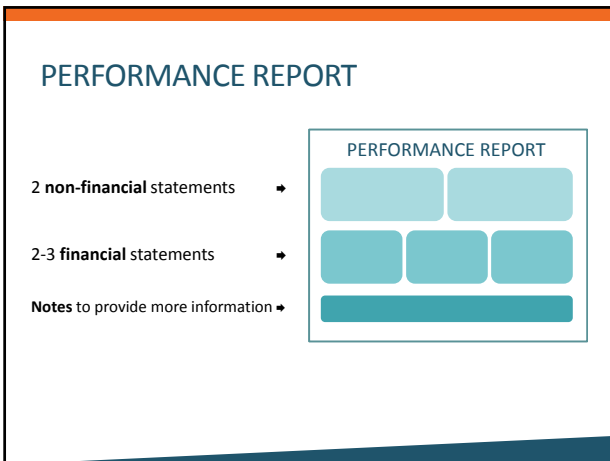 PERFORMANCE REPORT
PERFORMANCE REPORT
2 non-financial statements
2-3 financial statements
Notes to provide more information